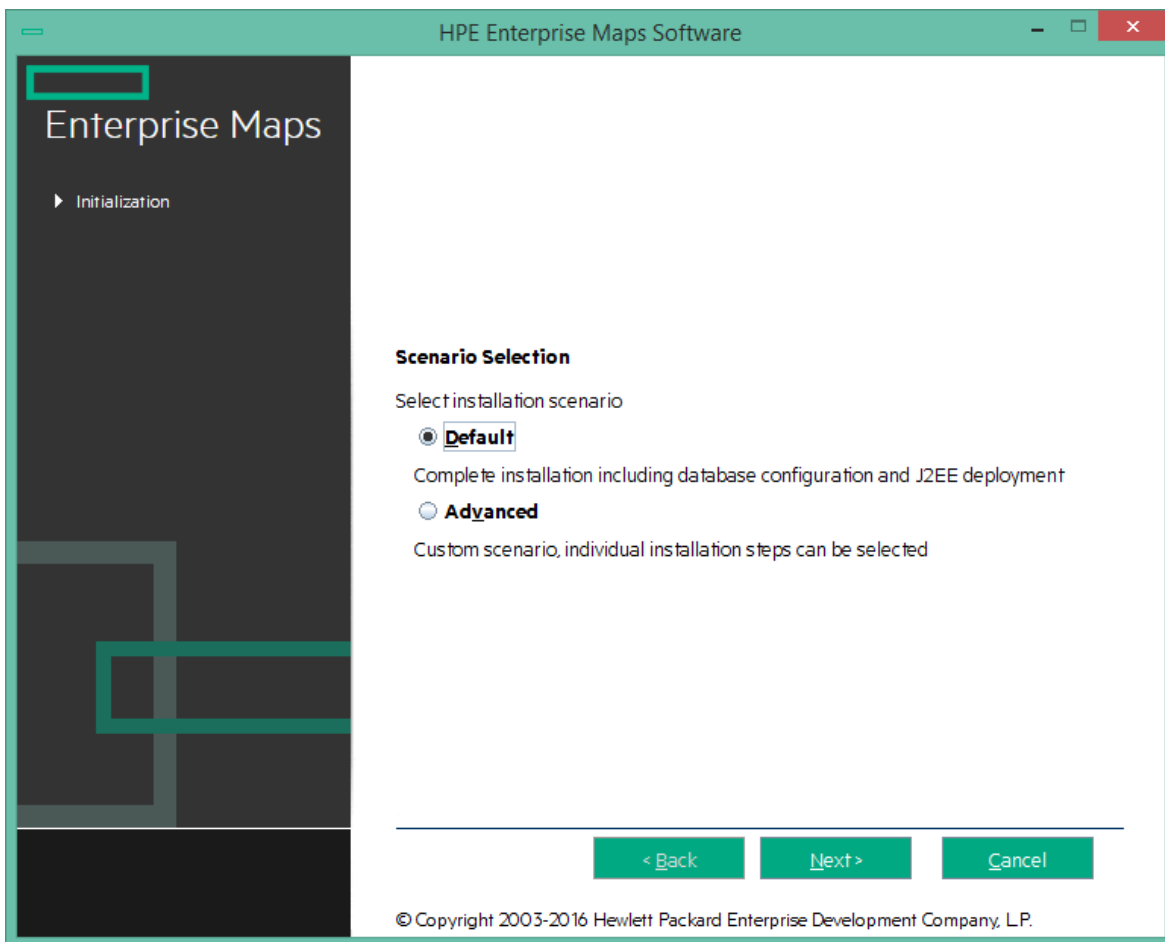 HPE Enterprise Maps Software
Enterprise Maps
Initialization
Scenario Selection
Select installation scenario
Default
Complete installation including database configuration and J2EE deployment
Advanced
Custom scenario, individual installation steps can be selected
< Back
Next >
Cancel
© Copyright 2003-2016 Hewlett Packard Enterprise Development Company, L.P.